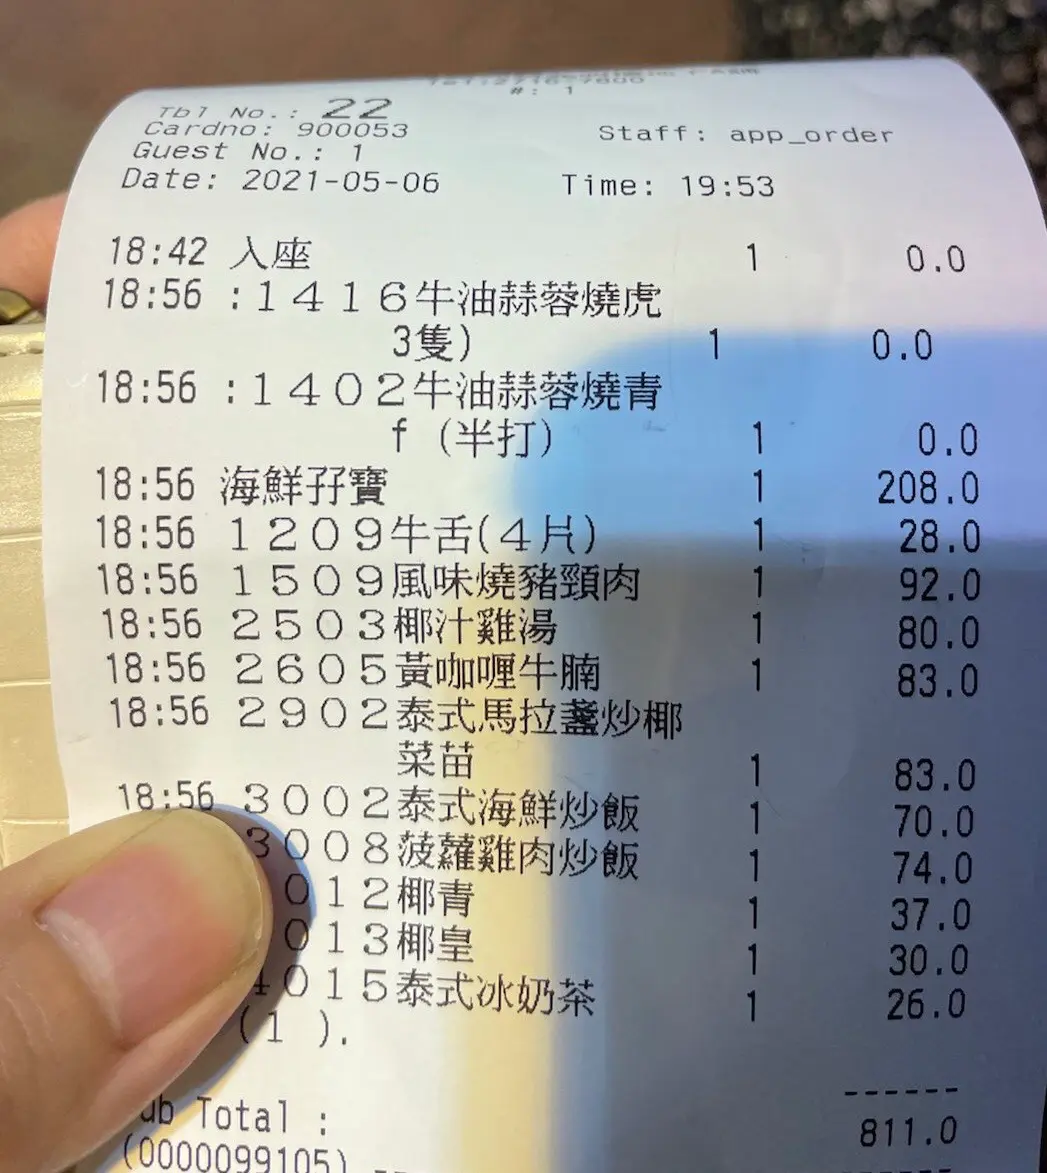 #: 1
Tbl No.: 22
Cardno: 900053 Staff: app_order
Guest No.: 1
Date: 2021-05-06 Time: 19:53
18:42 入座 1 0.0
18:56 :1416牛油蒜蓉燒虎
3隻) 1 0.0
18:56 :1402牛油蒜蓉燒青
f (半打) 1 0.0
18:56 海鮮孖寶 1 208.0
18:56 1209牛舌(4片) 1 28.0
18:56 1509風味燒豬頸肉 1 92.0
18:56 2503椰汁雞湯 1 80.0
18:56 2605黃咖喱牛腩 1 83.0
18:56 2902泰式馬拉盞炒椰
菜苗 1 83.0
18:56 3002泰式海鮮炒飯 1 70.0
3008菠蘿雞肉炒飯 1 74.0
012椰青 1 37.0
013椰皇 1 30.0
4015泰式冰奶茶 1 26.0
(1 ).
------
ub Total : 811.0
(0000099105)